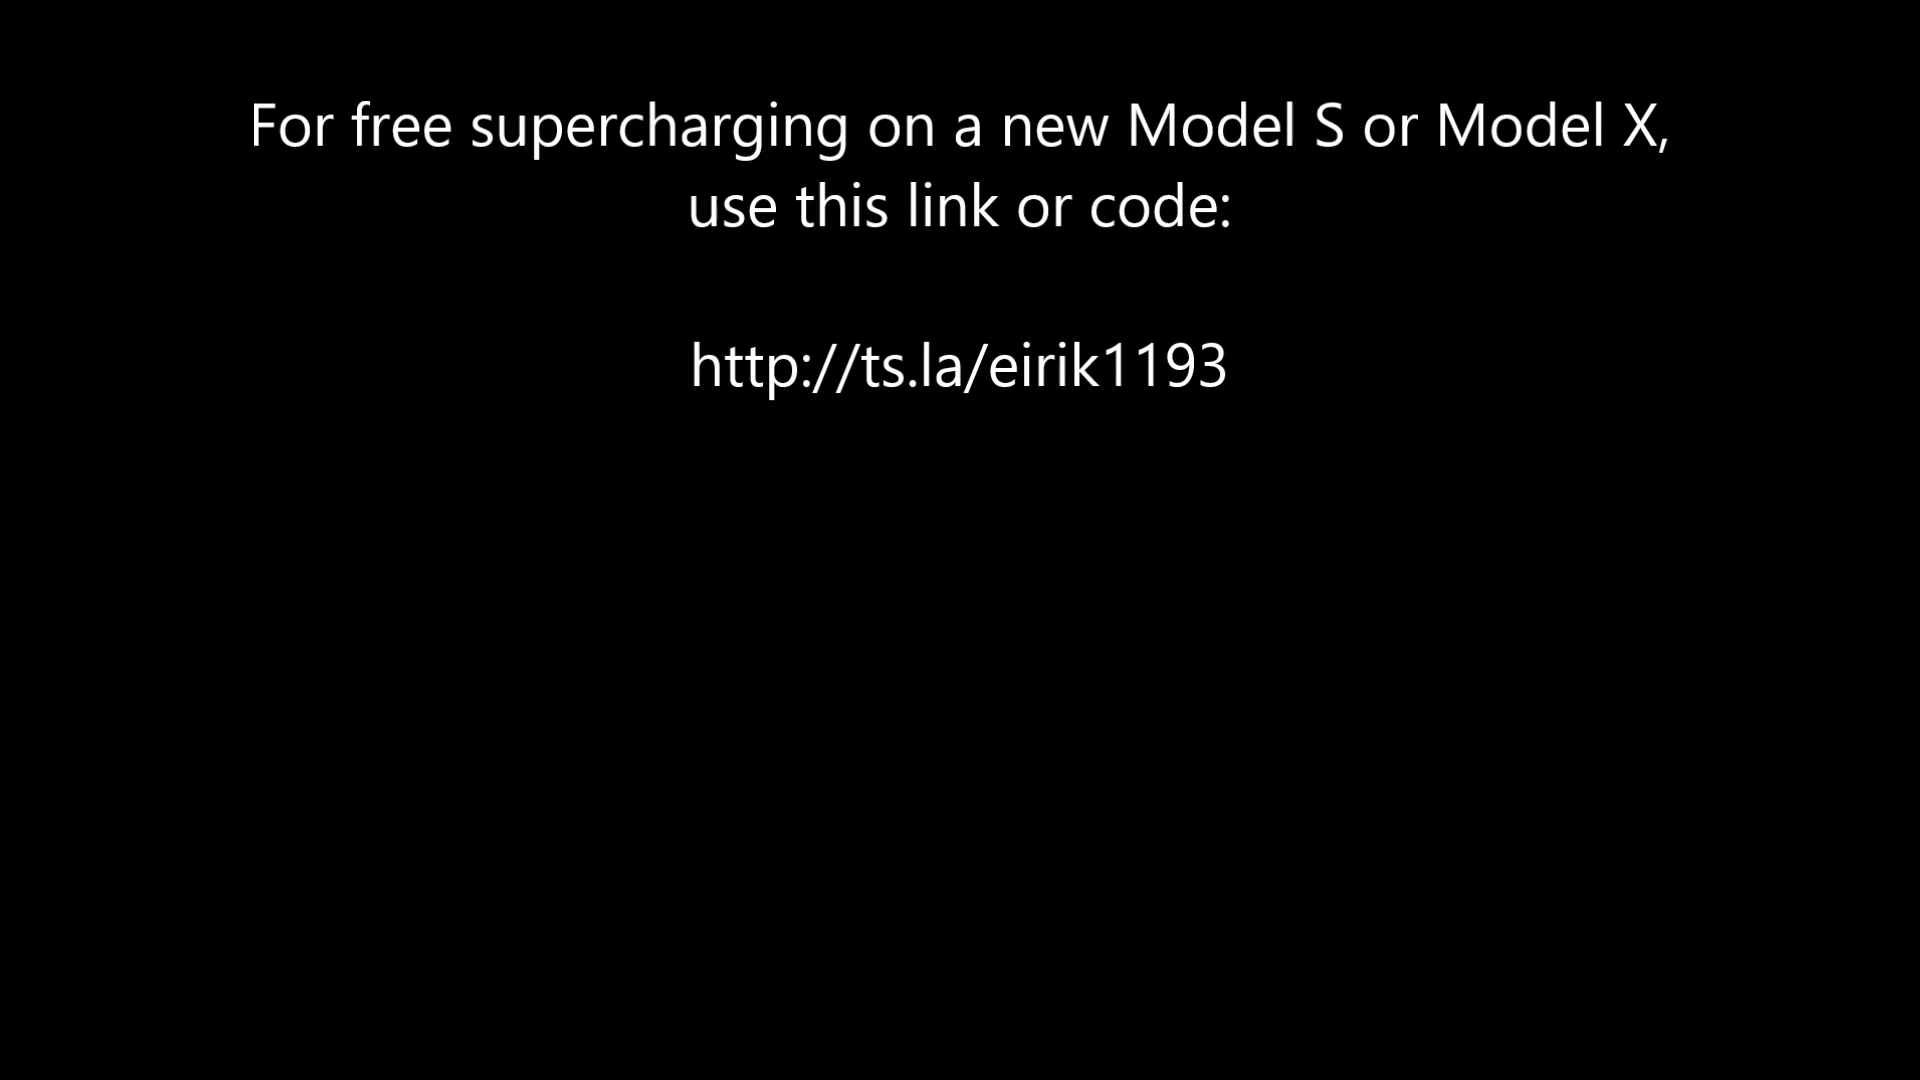 For free supercharging on a new Model S or Model X,
use this link or code:
http://ts.la/eirik1193